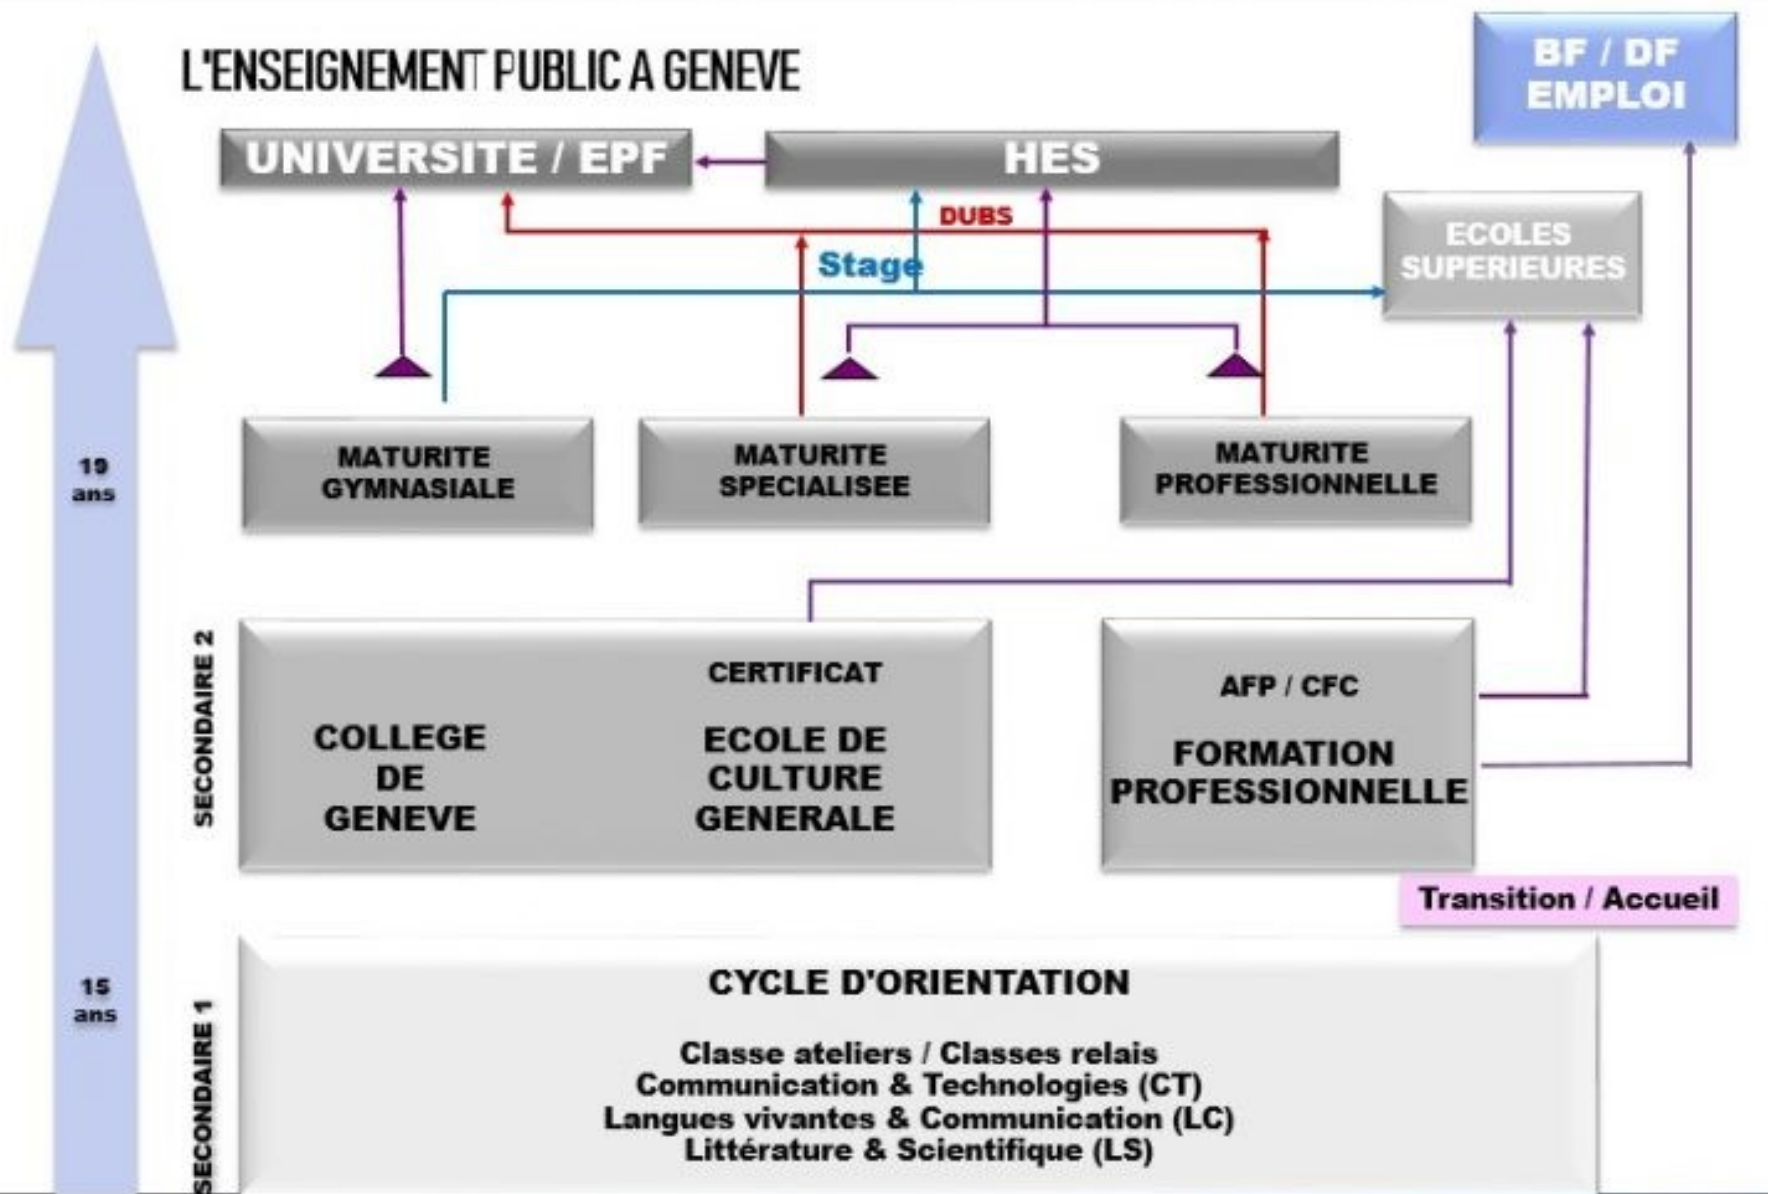 L'ENSEIGNEMENT PUBLIC A GENEVE
BF / DF
EMPLOI
UNIVERSITE / EPF
HES
DUBS
Stage
ECOLES
SUPERIEURES
19
ans
MATURITE
GYMNASIALE
MATURITE
SPECIALISEE
MATURITE
PROFESSIONNELLE
SECONDAIRE 2
COLLEGE
DE
GENEVE
CERTIFICAT
ECOLE DE
CULTURE
GENERALE
AFP / CFC
FORMATION
PROFESSIONNELLE
Transition / Accueil
15
ans
SECONDAIRE 1
CYCLE D'ORIENTATION
Classe ateliers / Classes relais
Communication & Technologies (CT)
Langues vivantes & Communication (LC)
Littérature & Scientifique (LS)